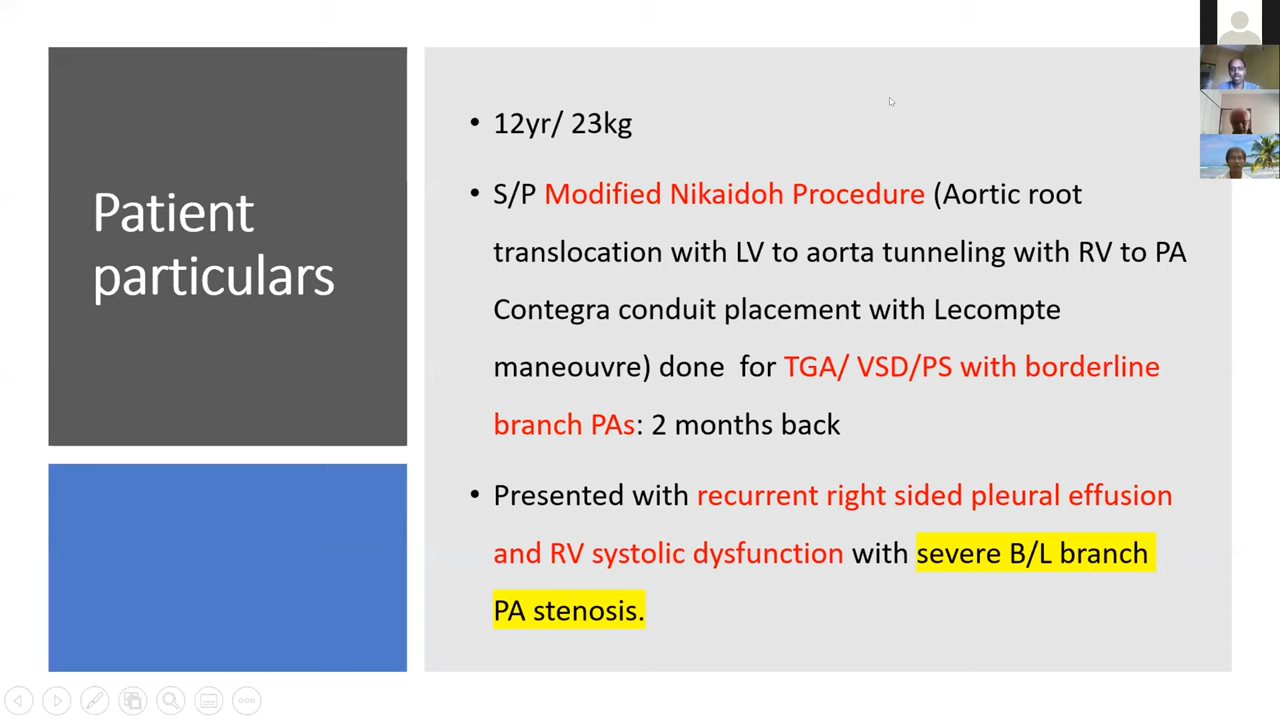 Patient
particulars
• 12yr/ 23kg
• S/P Modified Nikaidoh Procedure (Aortic root
translocation with LV to aorta tunneling with RV to PA
Contegra conduit placement with Lecompte
maneouvre) done for TGA/ VSD/PS with borderline
branch PAs: 2 months back
• Presented with recurrent right sided pleural effusion
and RV systolic dysfunction with severe B/L branch
PA stenosis.